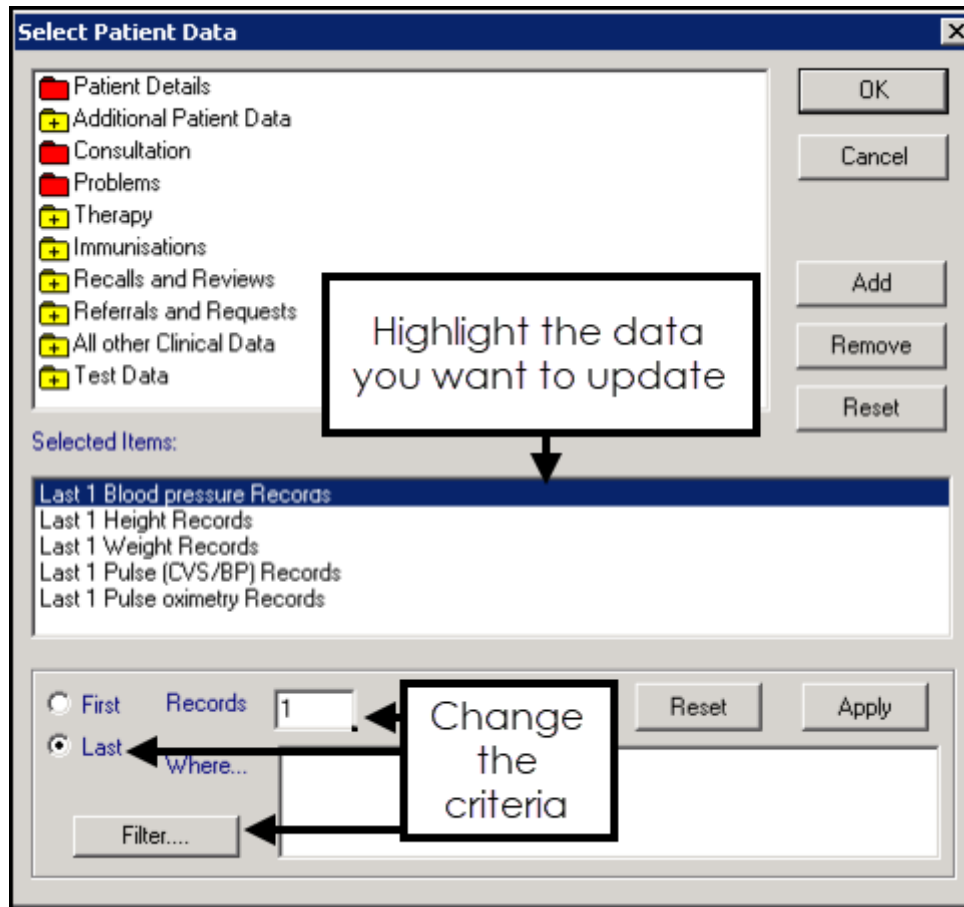 Select Patient Data
Patient Details
Additional Patient Data
Consultation
Problems
Therapy
Immunisations
Recalls and Reviews
Referrals and Requests
All other Clinical Data
Test Data
OK
Cancel
Add
Remove
Reset
Highlight the data
you want to update
Selected Items:
Last 1 Blood pressure Records
Last 1 Height Records
Last 1 Weight Records
Last 1 Pulse (CVS/BP) Records
Last 1 Pulse oximetry Records
First
Records
1
Last
Where...
Filter....
Change
the
criteria
Reset
Apply